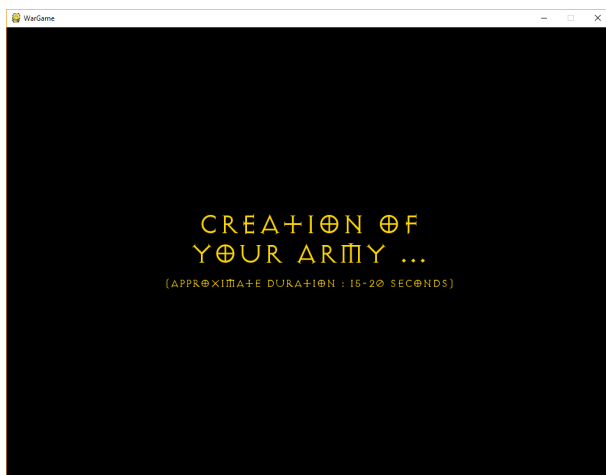 WarGame
CREATION OF
YOUR ARMY ...
(APPROXIMATE DURATION : 15-20 SECONDS)